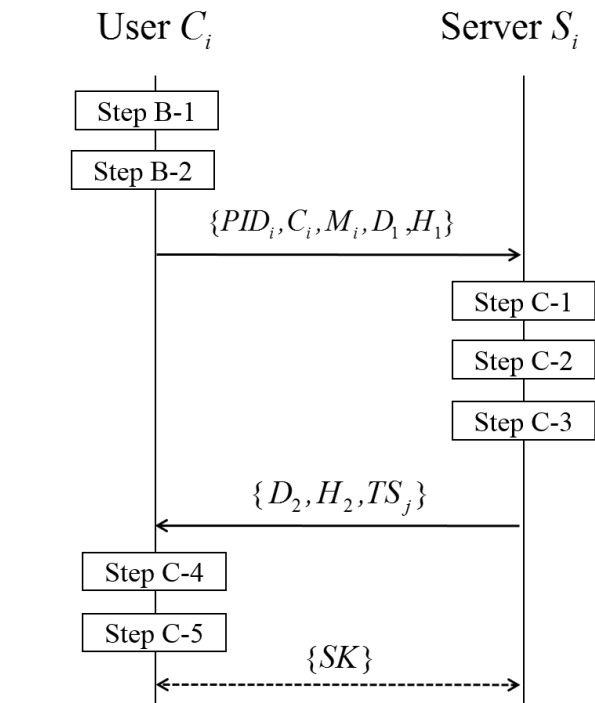 User C_i
Server S_i
Step B-1
Step B-2
{PID_i, C_i, M_i, D_1, H_1}
Step C-1
Step C-2
Step C-3
{D_2, H_2, TS_j}
Step C-4
Step C-5
{SK}